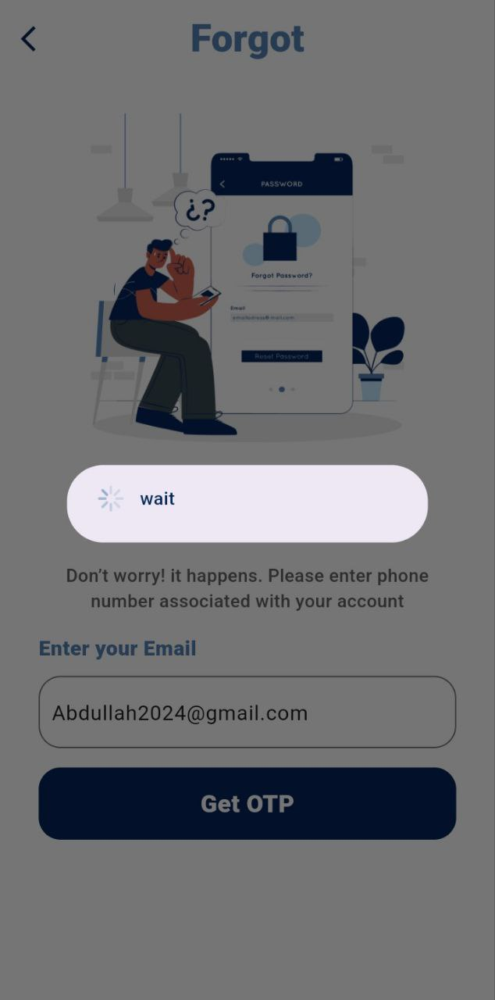 Forgot
PASSWORD
¿?
Forgot Password?
Email
emailadress@mail.com
Reset Password
wait
Don’t worry! it happens. Please enter phone
number associated with your account
Enter your Email
Abdullah2024@gmail.com
Get OTP